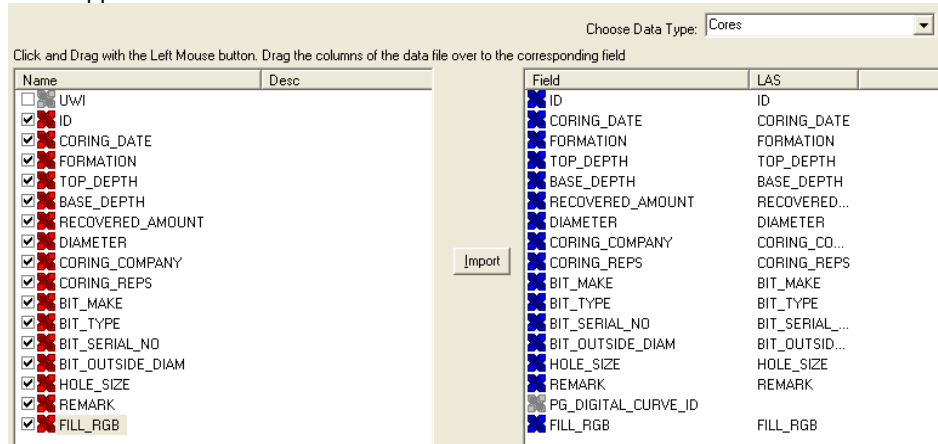 Choose Data Type: Cores
Click and Drag with the Left Mouse button. Drag the columns of the data file over to the corresponding field
Name Desc
UWI
ID
CORING_DATE
FORMATION
TOP_DEPTH
BASE_DEPTH
RECOVERED_AMOUNT
DIAMETER
CORING_COMPANY
CORING_REPS
BIT_MAKE
BIT_TYPE
BIT_SERIAL_NO
BIT_OUTSIDE_DIAM
HOLE_SIZE
REMARK
FILL_RGB
Import
Field LAS
ID ID
CORING_DATE CORING_DATE
FORMATION FORMATION
TOP_DEPTH TOP_DEPTH
BASE_DEPTH BASE_DEPTH
RECOVERED_AMOUNT RECOVERED...
DIAMETER DIAMETER
CORING_COMPANY CORING_CO...
CORING_REPS CORING_REPS
BIT_MAKE BIT_MAKE
BIT_TYPE BIT_TYPE
BIT_SERIAL_NO BIT_SERIAL_...
BIT_OUTSIDE_DIAM BIT_OUTSID...
HOLE_SIZE HOLE_SIZE
REMARK REMARK
PG_DIGITAL_CURVE_ID
FILL_RGB FILL_RGB